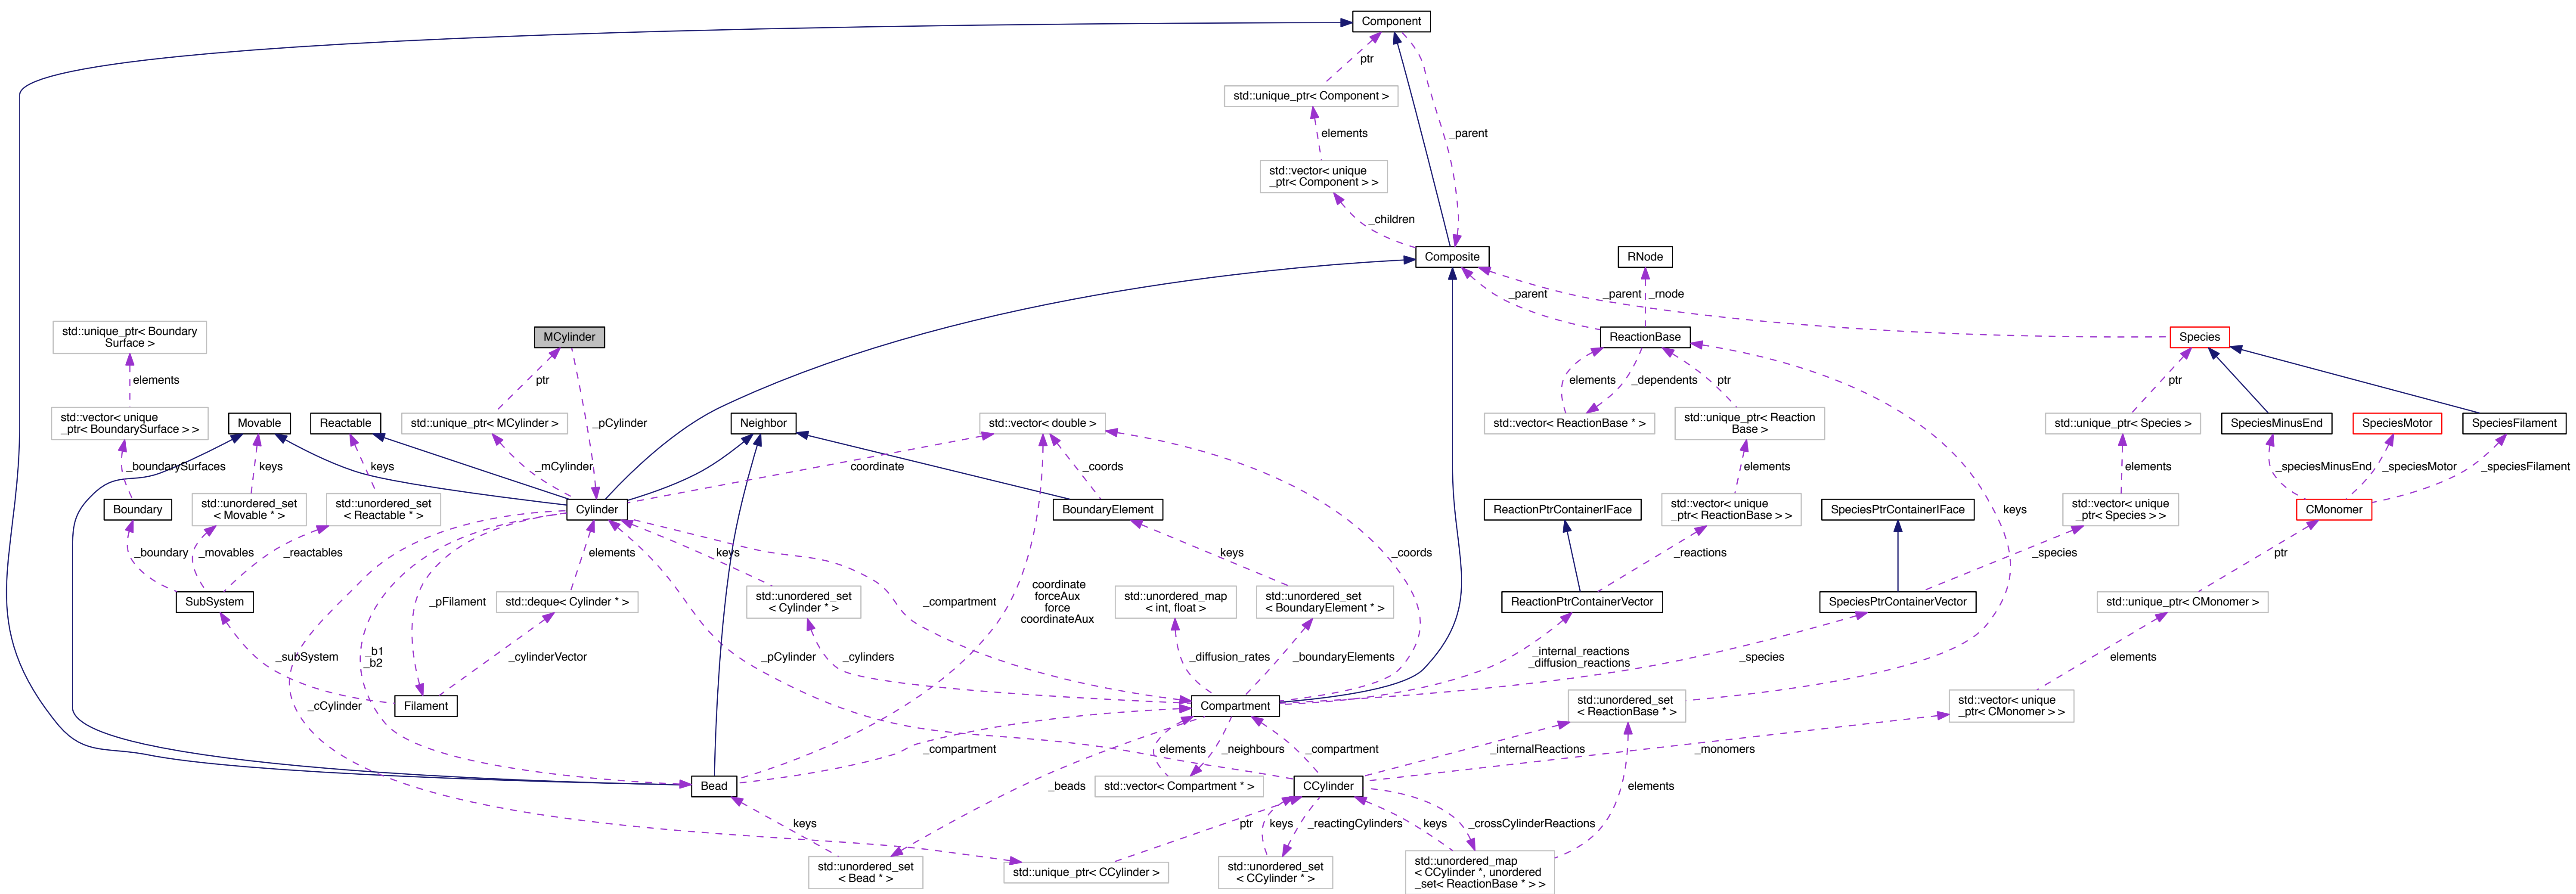 Component
ptr
std::unique_ptr< Component >
elements
_parent
std::vector< unique
_ptr< Component > >
_children
Composite
RNode
_parent
_parent
_rnode
std::unique_ptr< Boundary
Surface >
MCylinder
ReactionBase
Species
elements
ptr
elements
_dependents
ptr
ptr
std::vector< unique
_ptr< BoundarySurface > >
Movable
Reactable
std::unique_ptr< MCylinder >
_pCylinder
Neighbor
std::vector< double >
std::vector< ReactionBase * >
std::unique_ptr< Reaction
Base >
std::unique_ptr< Species >
SpeciesMinusEnd
SpeciesMotor
SpeciesFilament
_boundarySurfaces
keys
keys
_mCylinder
coordinate
_coords
elements
elements
_speciesMinusEnd
_speciesMotor
_speciesFilament
Boundary
std::unordered_set
< Movable * >
std::unordered_set
< Reactable * >
Cylinder
BoundaryElement
ReactionPtrContainerIFace
std::vector< unique
_ptr< ReactionBase > >
SpeciesPtrContainerIFace
keys
std::vector< unique
_ptr< Species > >
CMonomer
_boundary
_movables
_reactables
elements
keys
keys
_coords
_reactions
_species
ptr
SubSystem
_pFilament
std::deque< Cylinder * >
std::unordered_set
< Cylinder * >
_compartment
coordinate
forceAux
force
coordinateAux
std::unordered_map
< int, float >
std::unordered_set
< BoundaryElement * >
ReactionPtrContainerVector
SpeciesPtrContainerVector
std::unique_ptr< CMonomer >
_subSystem
_b1
_b2
_cylinderVector
_pCylinder
_cylinders
_diffusion_rates
_boundaryElements
_internal_reactions
_diffusion_reactions
_species
elements
_cCylinder
Filament
Compartment
std::unordered_set
< ReactionBase * >
std::vector< unique
_ptr< CMonomer > >
_compartment
elements
_neighbours
_compartment
_internalReactions
_monomers
Bead
_beads
std::vector< Compartment * >
CCylinder
elements
keys
ptr
keys
_reactingCylinders
keys
_crossCylinderReactions
std::unordered_set
< Bead * >
std::unique_ptr< CCylinder >
std::unordered_set
< CCylinder * >
std::unordered_map
< CCylinder *, unordered
_set< ReactionBase * > >